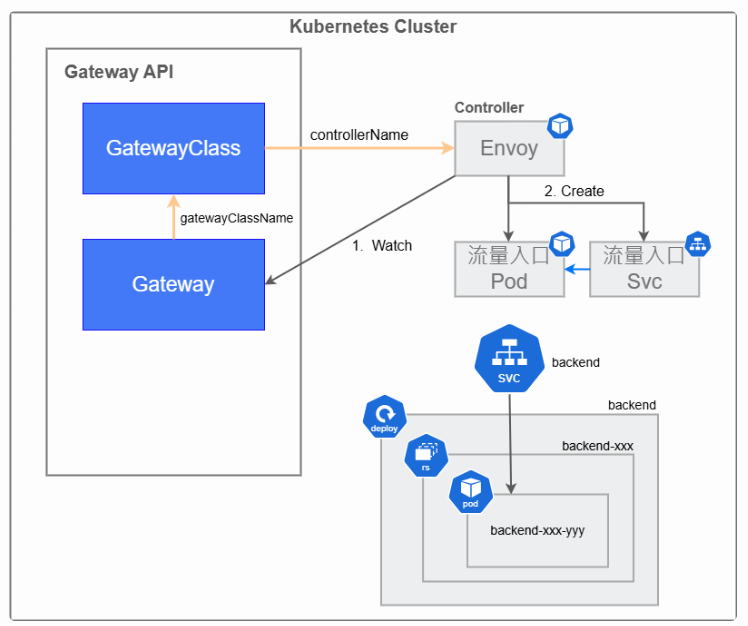 Kubernetes Cluster
Gateway API
GatewayClass
controllerName
Controller
Envoy
gatewayClassName
Gateway
1. Watch
2. Create
流量入口
Pod
流量入口
Svc
svc
backend
backend
deploy
backend-xxx
rs
pod
backend-xxx-yyy